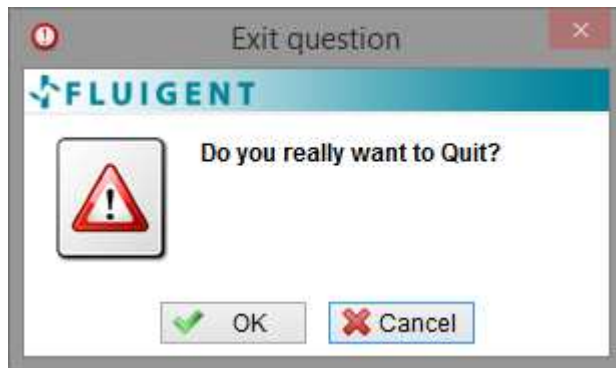 Exit question
FLUIGENT
Do you really want to Quit?
OK
Cancel